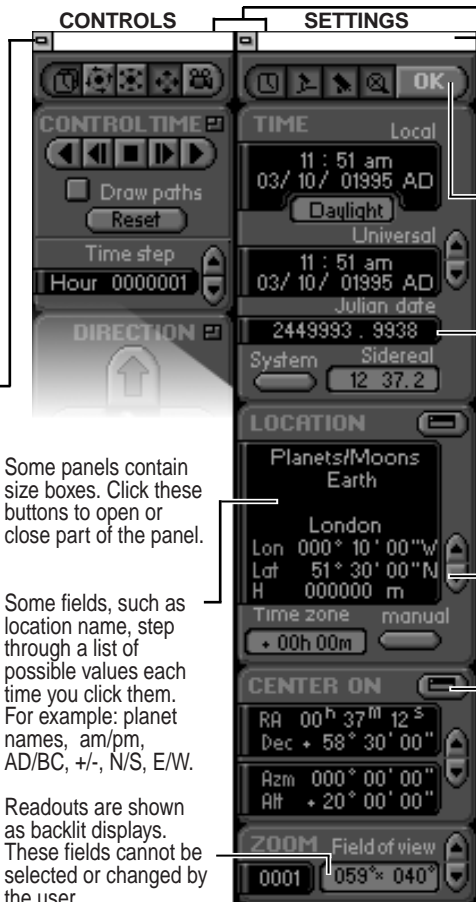 CONTROLS
SETTINGS
CONTROL TIME
Draw paths
Reset
Time step
Hour 0000001
DIRECTION
Some panels contain
size boxes. Click these
buttons to open or
close part of the panel.
Some fields, such as
location name, step
through a list of
possible values each
time you click them.
For example: planet
names, am/pm,
AD/BC, +/-, N/S, E/W.
Readouts are shown
as backlit displays.
These fields cannot be
selected or changed by
the user.
OK
TIME
Local
11 : 51 am
03/ 10/ 01995 AD
Daylight
Universal
11 : 51 am
03/ 10/ 01995 AD
Julian date
2449993 . 9938
System Sidereal
12 37.2
LOCATION
Planets/Moons
Earth
London
Lon 000° 10' 00"W
Lat 51° 30' 00"N
H 000000 m
Time zone manual
+ 00h 00m
CENTER ON
RA 00h 37m 12s
Dec + 58° 30' 00"
Azm 000° 00' 00"
Alt + 20° 00' 00"
ZOOM Field of view
0001 059°x 040°